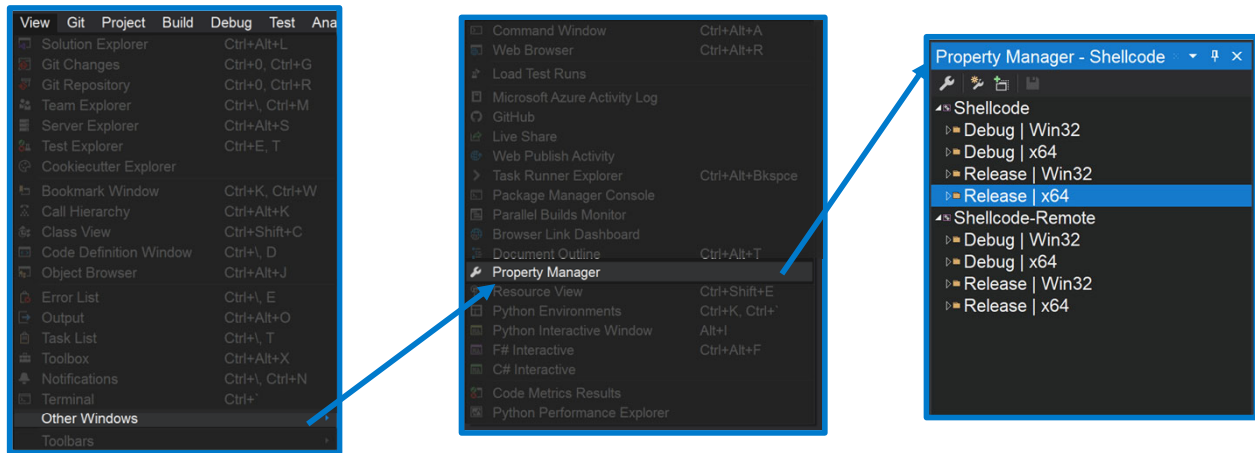 View Git Project Build Debug Test Ana
Solution Explorer Ctrl+Alt+L
Git Changes Ctrl+0, Ctrl+G
Git Repository Ctrl+0, Ctrl+R
Team Explorer Ctrl+\, Ctrl+M
Server Explorer Ctrl+Alt+S
Test Explorer Ctrl+E, T
Cookiecutter Explorer
Bookmark Window Ctrl+K, Ctrl+W
Call Hierarchy Ctrl+Alt+K
Class View Ctrl+Shift+C
Code Definition Window Ctrl+\, D
Object Browser Ctrl+Alt+J
Error List Ctrl+\, E
Output Ctrl+Alt+O
Task List Ctrl+\, T
Toolbox Ctrl+Alt+X
Notifications Ctrl+\, Ctrl+N
Terminal Ctrl+`
Other Windows
Toolbars
Command Window Ctrl+Alt+A
Web Browser Ctrl+Alt+R
Load Test Runs
Microsoft Azure Activity Log
GitHub
Live Share
Web Publish Activity
Task Runner Explorer Ctrl+Alt+Bkspce
Package Manager Console
Parallel Builds Monitor
Browser Link Dashboard
Document Outline Ctrl+Alt+T
Property Manager
Resource View Ctrl+Shift+E
Python Environments Ctrl+K, Ctrl+`
Python Interactive Window Alt+I
F# Interactive Ctrl+Alt+F
C# Interactive
Code Metrics Results
Python Performance Explorer
Property Manager - Shellcode
Shellcode
Debug | Win32
Debug | x64
Release | Win32
Release | x64
Shellcode-Remote
Debug | Win32
Debug | x64
Release | Win32
Release | x64